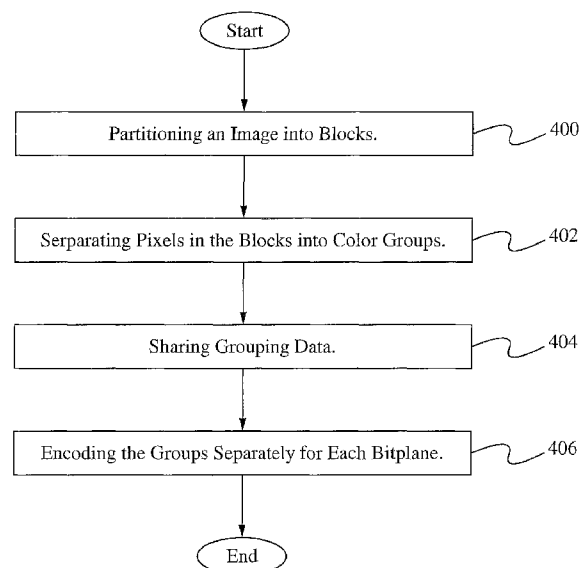 Start
Partitioning an Image into Blocks.
400
Serparating Pixels in the Blocks into Color Groups.
402
Sharing Grouping Data.
404
Encoding the Groups Separately for Each Bitplane.
406
End